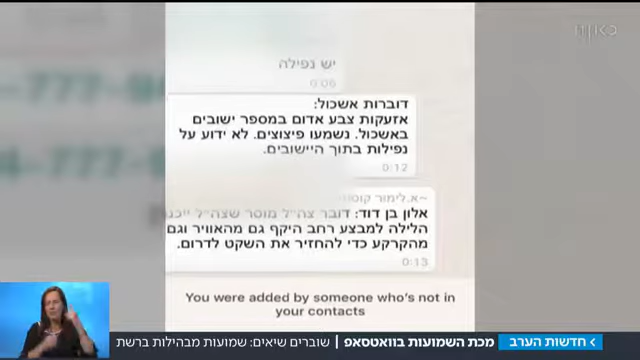 כאן
יש נפילה
0:06
דוברות אשכול:
אזעקות צבע אדום במספר ישובים
באשכול. נשמעו פיצוצים. לא ידוע על
נפילות בתוך היישובים.
0:12
~א.לימור קוסט
אלון בן דוד: דובר צה"ל מוסר שצה"ל ייכנ
הלילה למבצע רחב היקף גם מהאוויר וגם
מהקרקע כדי להחזיר את השקט לדרום.
0:13
You were added by someone who's not in
your contacts
חדשות הערב
מכת השמועות בוואטסאפ | שוברים שיאים: שמועות מבהילות ברשת